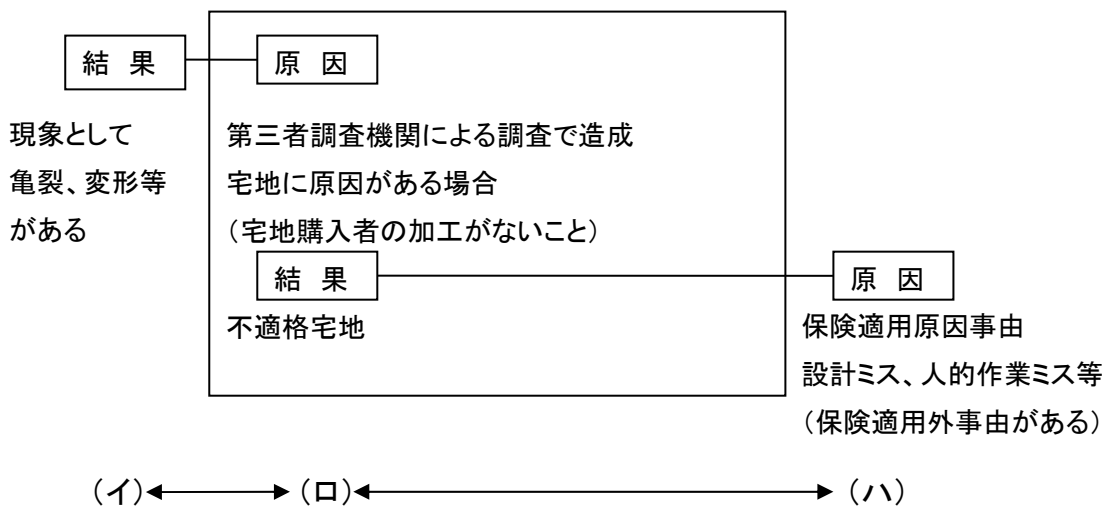 結 果
原 因
現象として
亀裂、変形等
がある
第三者調査機関による調査で造成
宅地に原因がある場合
（宅地購入者の加工がないこと）
結 果
原 因
不適格宅地
保険適用原因事由
設計ミス、人的作業ミス等
（保険適用外事由がある）
（イ） （ロ） （ハ）